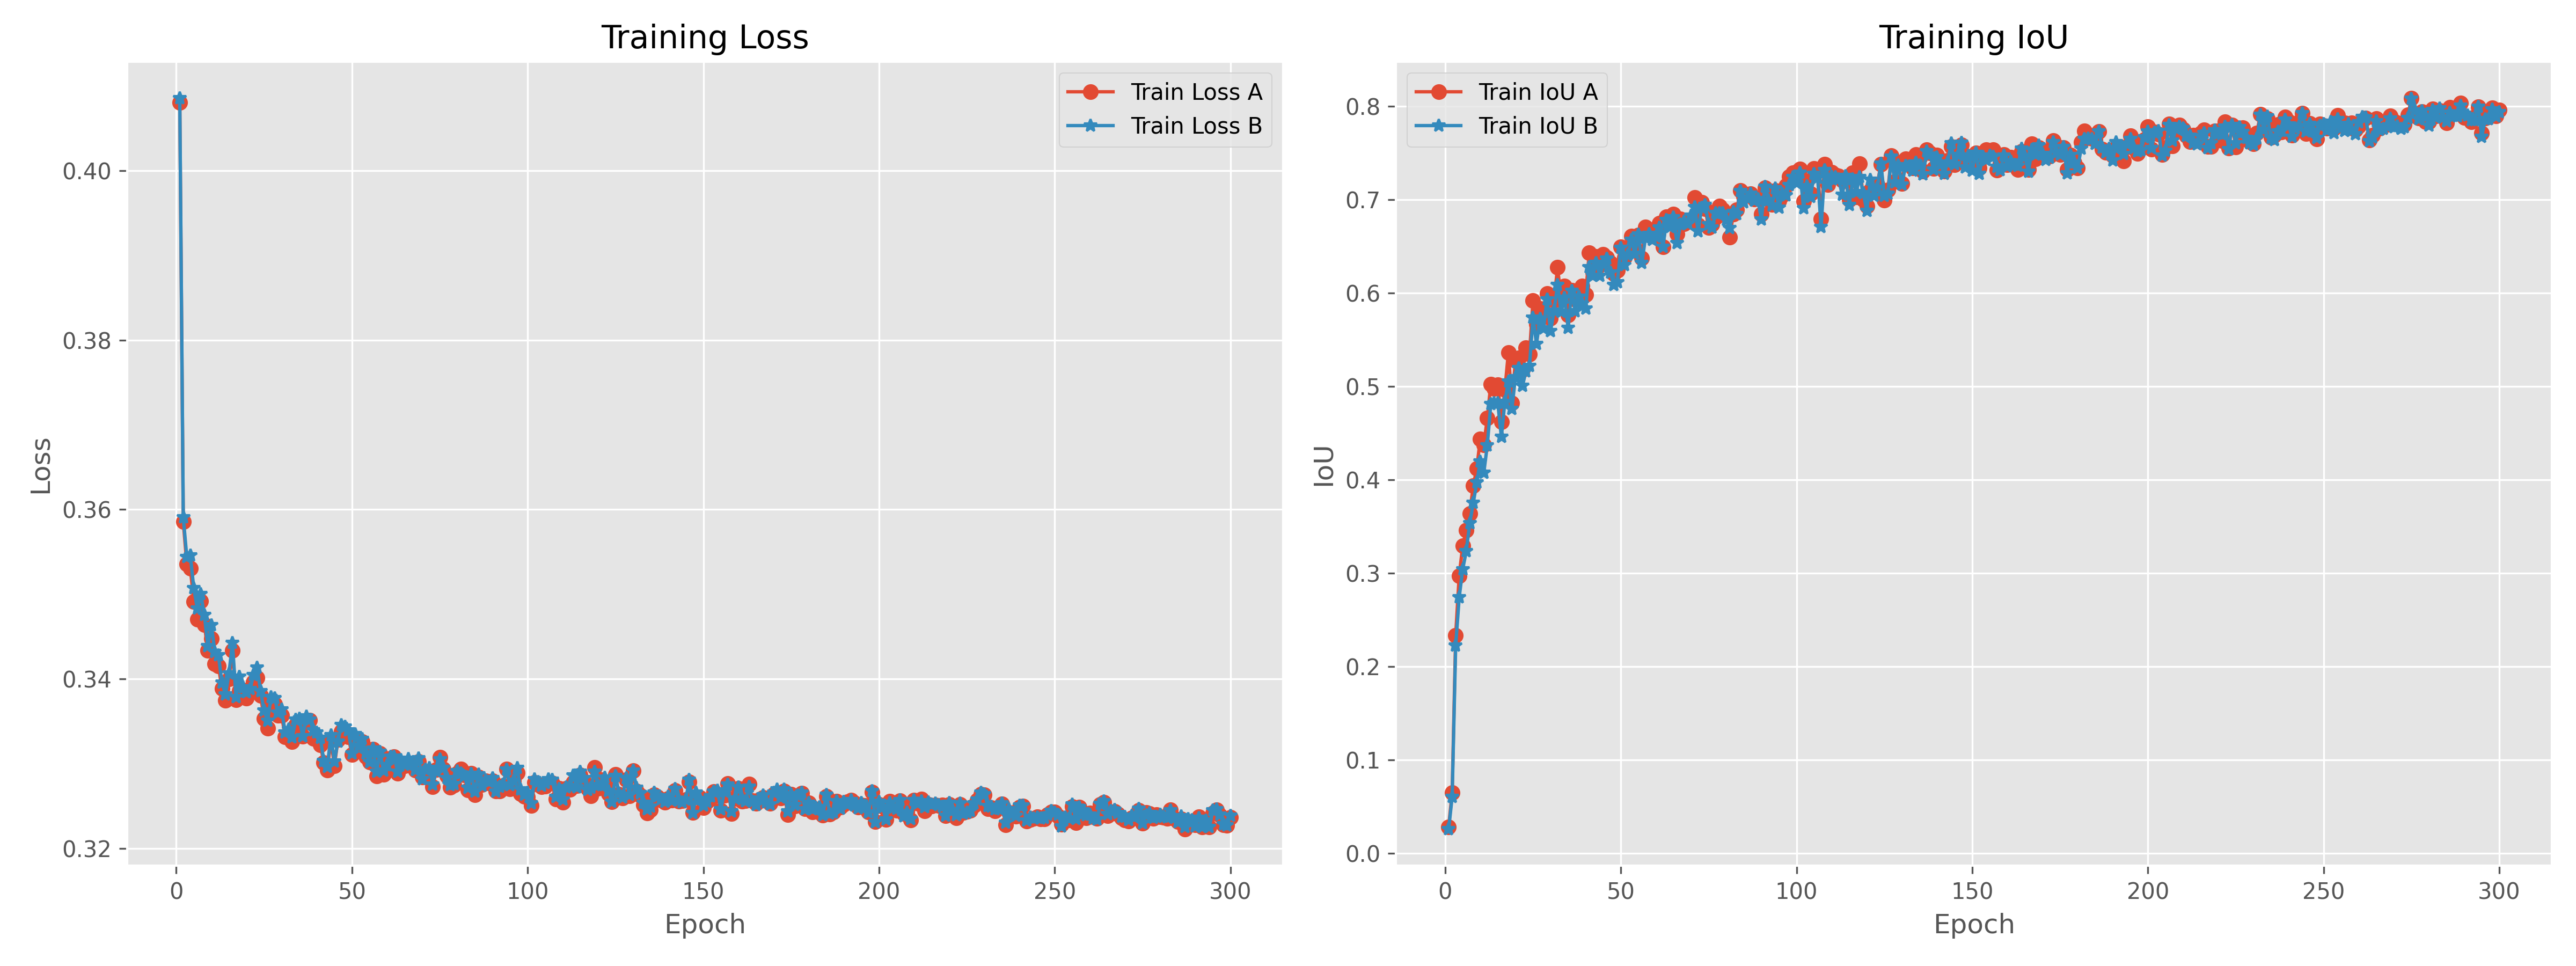 Training Loss
Train Loss A
Train Loss B
0.40
0.38
0.36
0.34
0.32
Loss
0 50 100 150 200 250 300
Epoch
Training IoU
Train IoU A
Train IoU B
0.8
0.7
0.6
0.5
0.4
0.3
0.2
0.1
0.0
IoU
0 50 100 150 200 250 300
Epoch